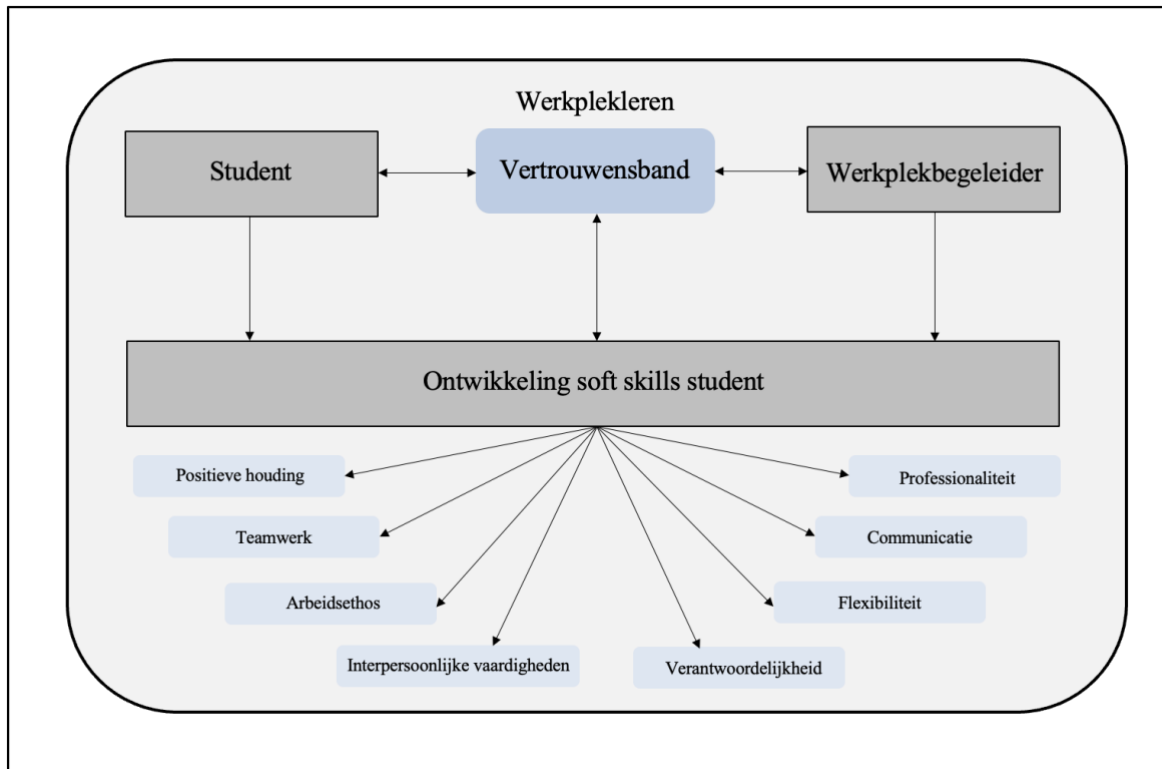 Werkplekleren
Student
Vertrouwensband
Werkplekbegeleider
Ontwikkeling soft skills student
Positieve houding
Professionaliteit
Teamwerk
Communicatie
Arbeidsethos
Flexibiliteit
Interpersoonlijke vaardigheden
Verantwoordelijkheid